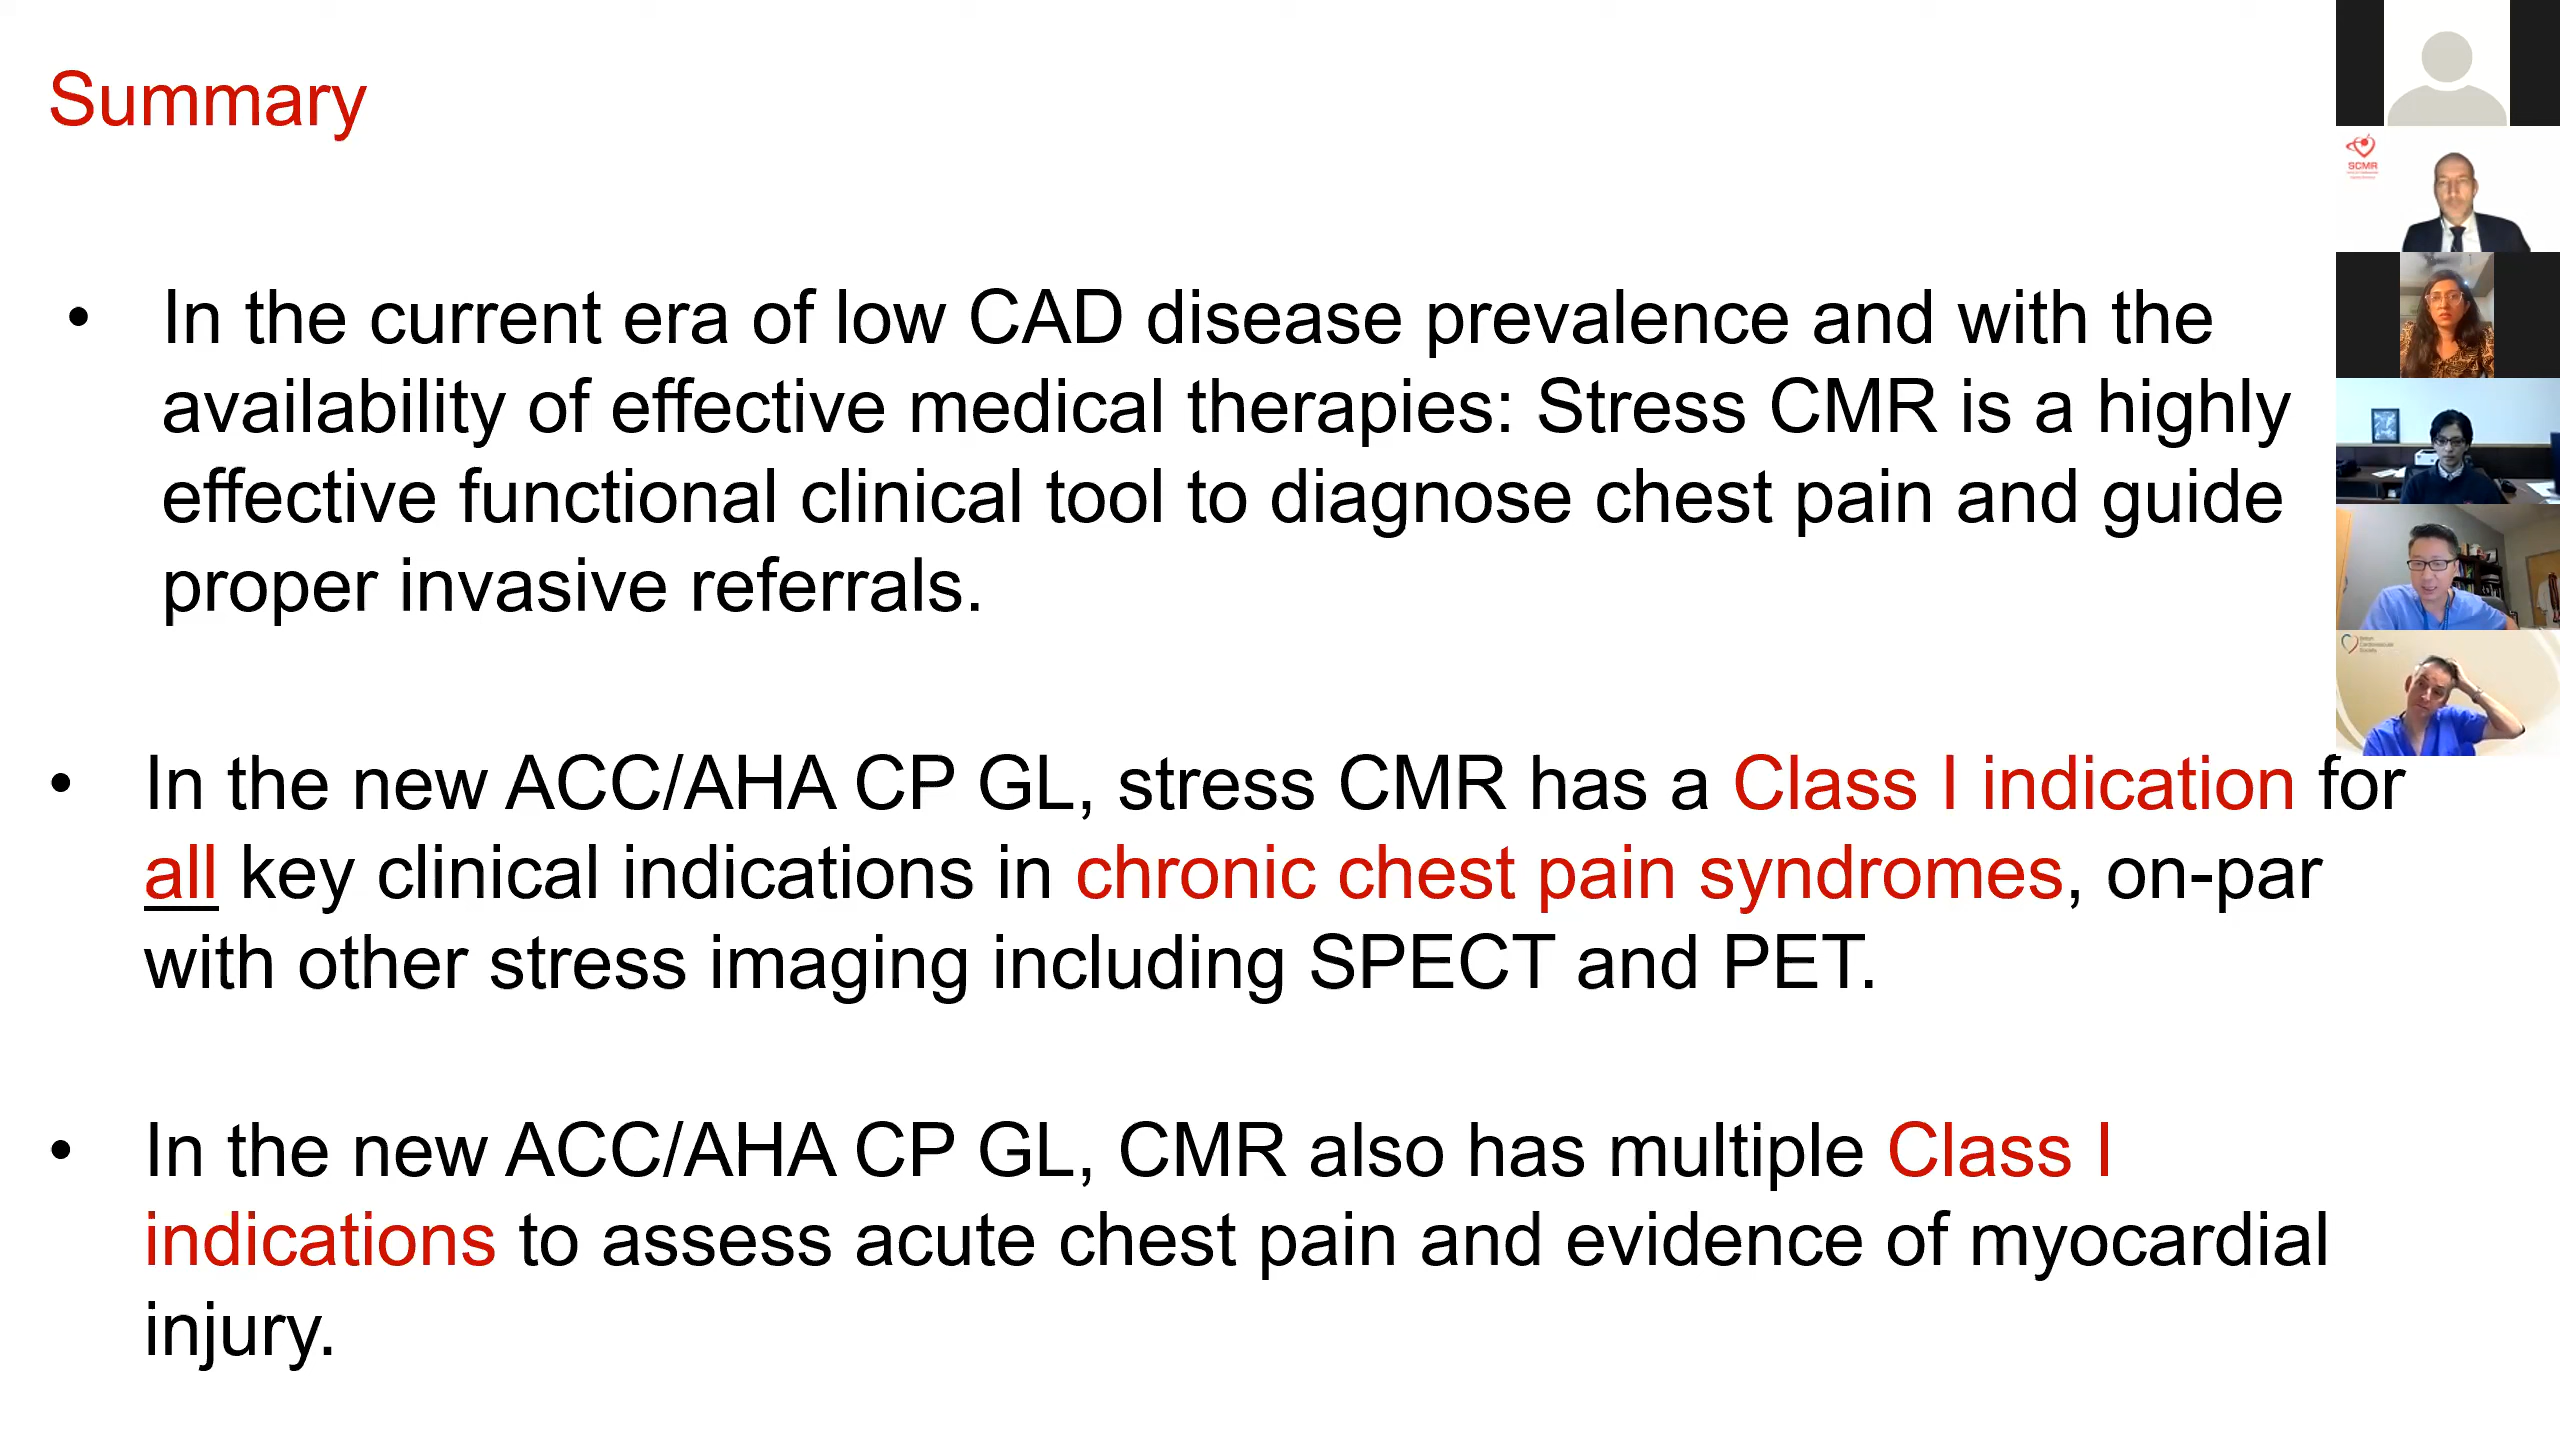 Summary
• In the current era of low CAD disease prevalence and with the
availability of effective medical therapies: Stress CMR is a highly
effective functional clinical tool to diagnose chest pain and guide
proper invasive referrals.
• In the new ACC/AHA CP GL, stress CMR has a Class I indication for
all key clinical indications in chronic chest pain syndromes, on-par
with other stress imaging including SPECT and PET.
• In the new ACC/AHA CP GL, CMR also has multiple Class I
indications to assess acute chest pain and evidence of myocardial
injury.
SCMR
British
Cardiovascular
Society